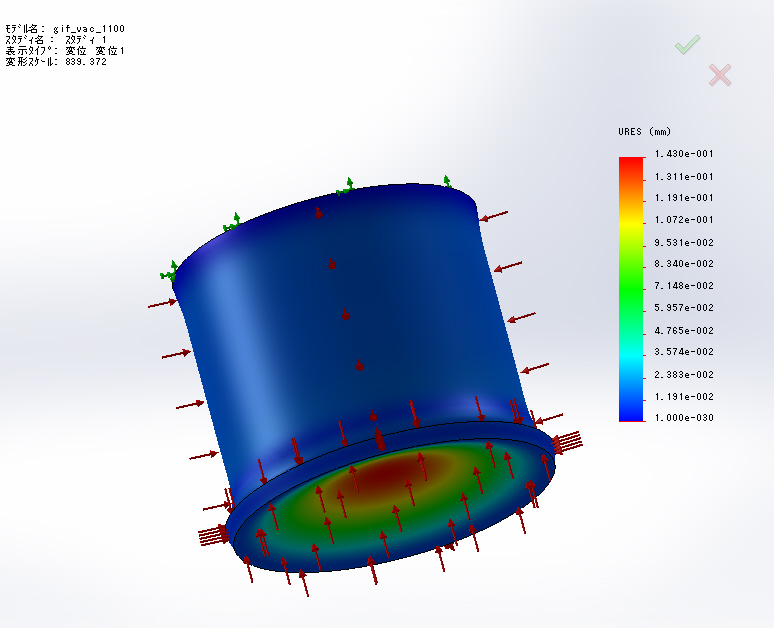 モデル名: gif_vac_1100
スタディ名 : スタディ 1
表示タイプ: 変位 変位1
変形スケール: 839.372
URES (mm)
1.430e-001
1.311e-001
1.191e-001
1.072e-001
9.531e-002
8.340e-002
7.148e-002
5.957e-002
4.765e-002
3.574e-002
2.383e-002
1.191e-002
1.000e-030